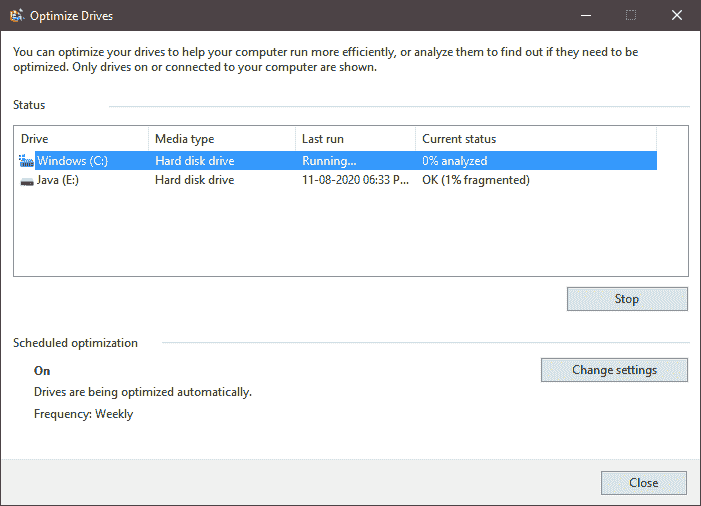 Optimize Drives
You can optimize your drives to help your computer run more efficiently, or analyze them to find out if they need to be
optimized. Only drives on or connected to your computer are shown.
Status
Drive Media type Last run Current status
Windows (C:) Hard disk drive Running... 0% analyzed
Java (E:) Hard disk drive 11-08-2020 06:33 P... OK (1% fragmented)
Stop
Scheduled optimization
On
Change settings
Drives are being optimized automatically.
Frequency: Weekly
Close